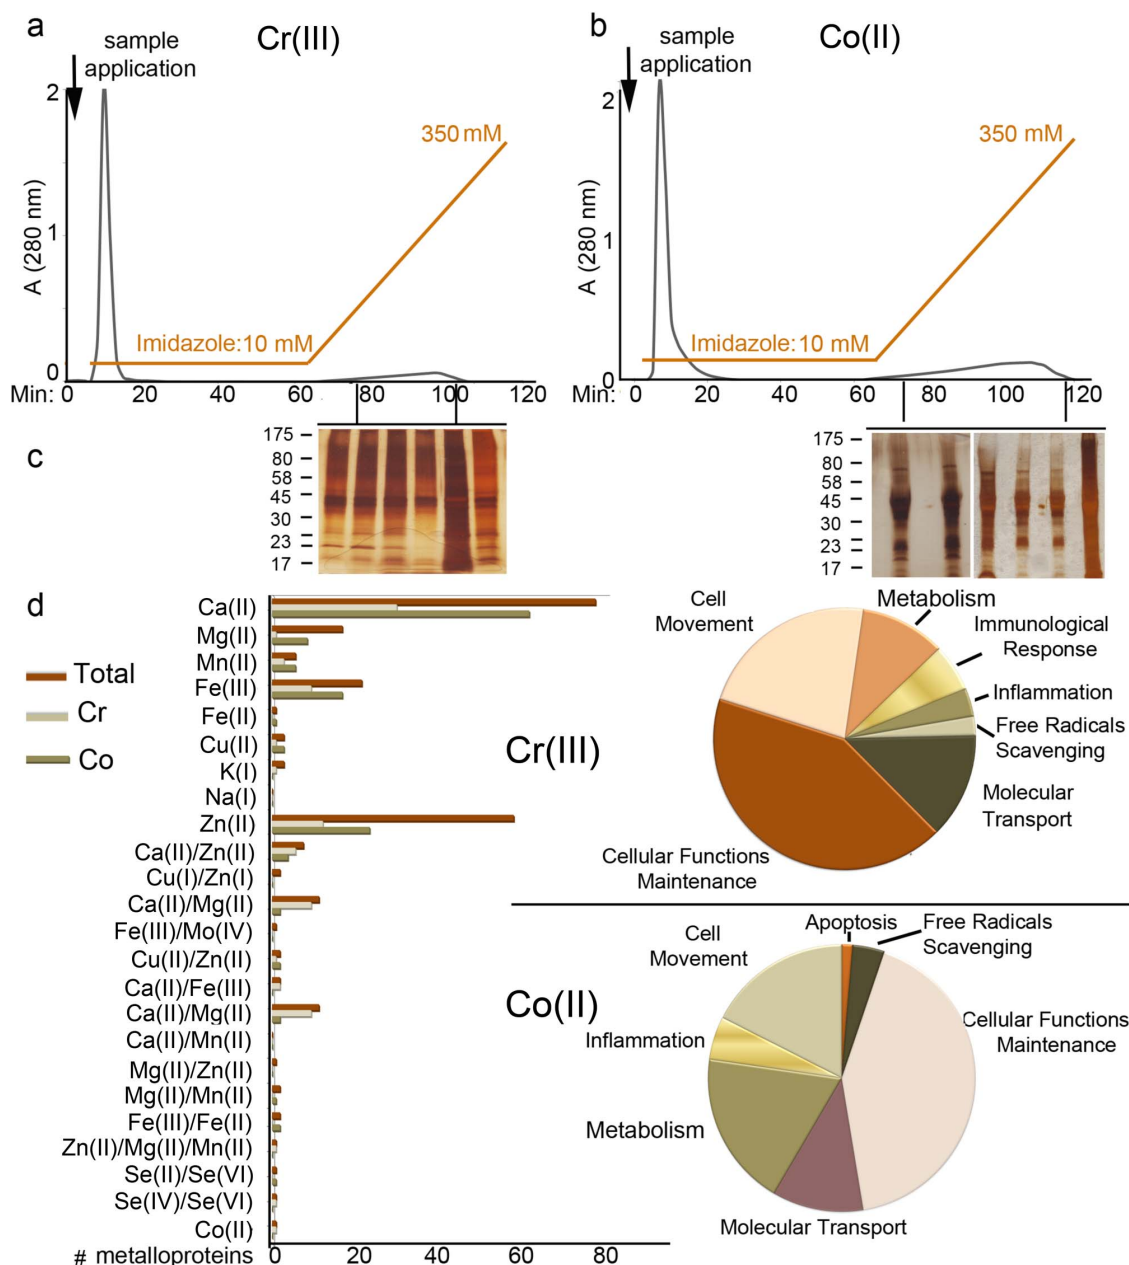 a
Cr(III)
sample
application
2
1
0
A (280 nm)
350 mM
Imidazole:10 mM
Min: 0 20 40 60 80 100 120
b
Co(II)
sample
application
2
1
0
A (280 nm)
350 mM
Imidazole:10 mM
Min: 0 20 40 60 80 100 120
c
175
80
58
45
30
23
17
175
80
58
45
30
23
17
d
Total
Cr
Co
Ca(II)
Mg(II)
Mn(II)
Fe(III)
Fe(II)
Cu(II)
K(I)
Na(I)
Zn(II)
Ca(II)/Zn(II)
Cu(I)/Zn(I)
Ca(II)/Mg(II)
Fe(III)/Mo(IV)
Cu(II)/Zn(II)
Ca(II)/Fe(III)
Ca(II)/Mg(II)
Ca(II)/Mn(II)
Mg(II)/Zn(II)
Mg(II)/Mn(II)
Fe(III)/Fe(II)
Zn(II)/Mg(II)/Mn(II)
Se(II)/Se(VI)
Se(IV)/Se(VI)
Co(II)
# metalloproteins 0 20 40 60 80
Cr(III)
Cell
Movement
Metabolism
Immunological
Response
Inflammation
Free Radicals
Scavenging
Molecular
Transport
Cellular Functions
Maintenance
Co(II)
Cell
Movement
Apoptosis
Free Radicals
Scavenging
Cellular Functions
Maintenance
Inflammation
Metabolism
Molecular Transport